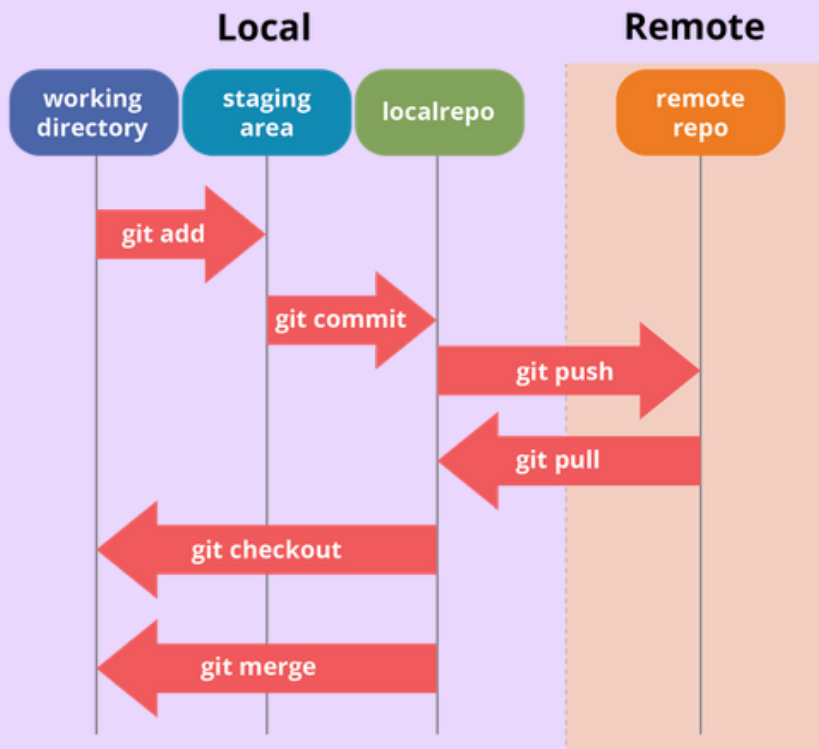 Local
Remote
working
directory
staging
area
localrepo
remote
repo
git add
git commit
git push
git pull
git checkout
git merge